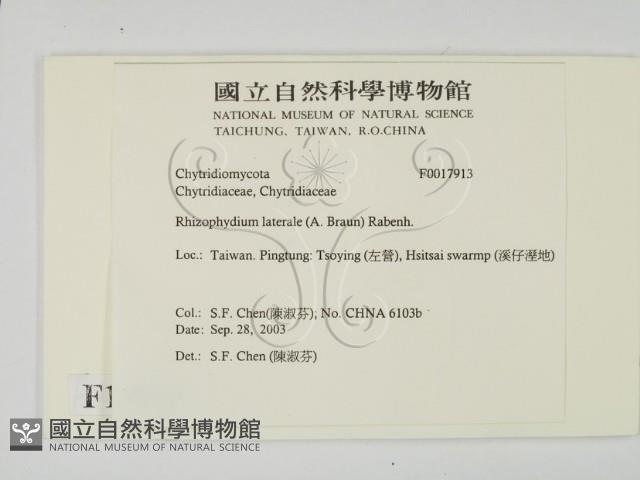 國立自然科學博物館
NATIONAL MUSEUM OF NATURAL SCIENCE
TAICHUNG, TAIWAN, R.O.CHINA
Chytridiomycota F0017913
Chytridiaceae, Chytridiaceae
Rhizophydium laterale (A. Braun) Rabenh.
Loc.: Taiwan. Pingtung: Tsoying (左營), Hsitsai swarmp (溪仔溼地)
Col.: S.F. Chen(陳淑芬); No. CHNA 6103b
Date: Sep. 28, 2003
Det.: S.F. Chen (陳淑芬)
F1
國立自然科學博物館
NATIONAL MUSEUM OF NATURAL SCIENCE